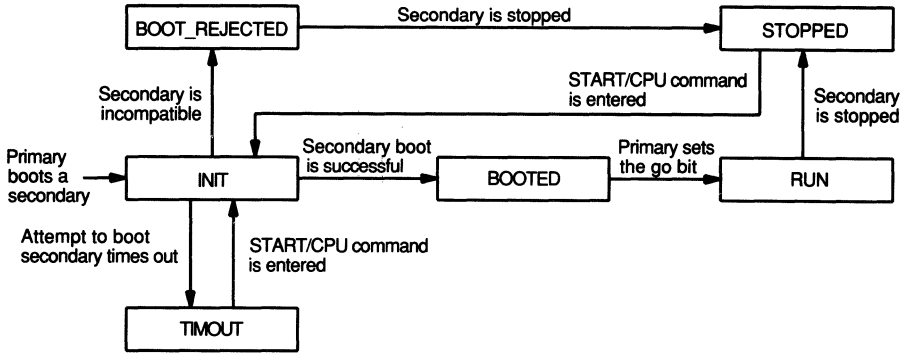 BOOT_REJECTED
Secondary is stopped
STOPPED
START/CPU command
is entered
Secondary is
incompatible
Secondary
is stopped
Primary
boots a
secondary
INIT
Secondary boot
is successful
BOOTED
Primary sets
the go bit
RUN
Attempt to boot
secondary times out
START/CPU command
is entered
TIMOUT